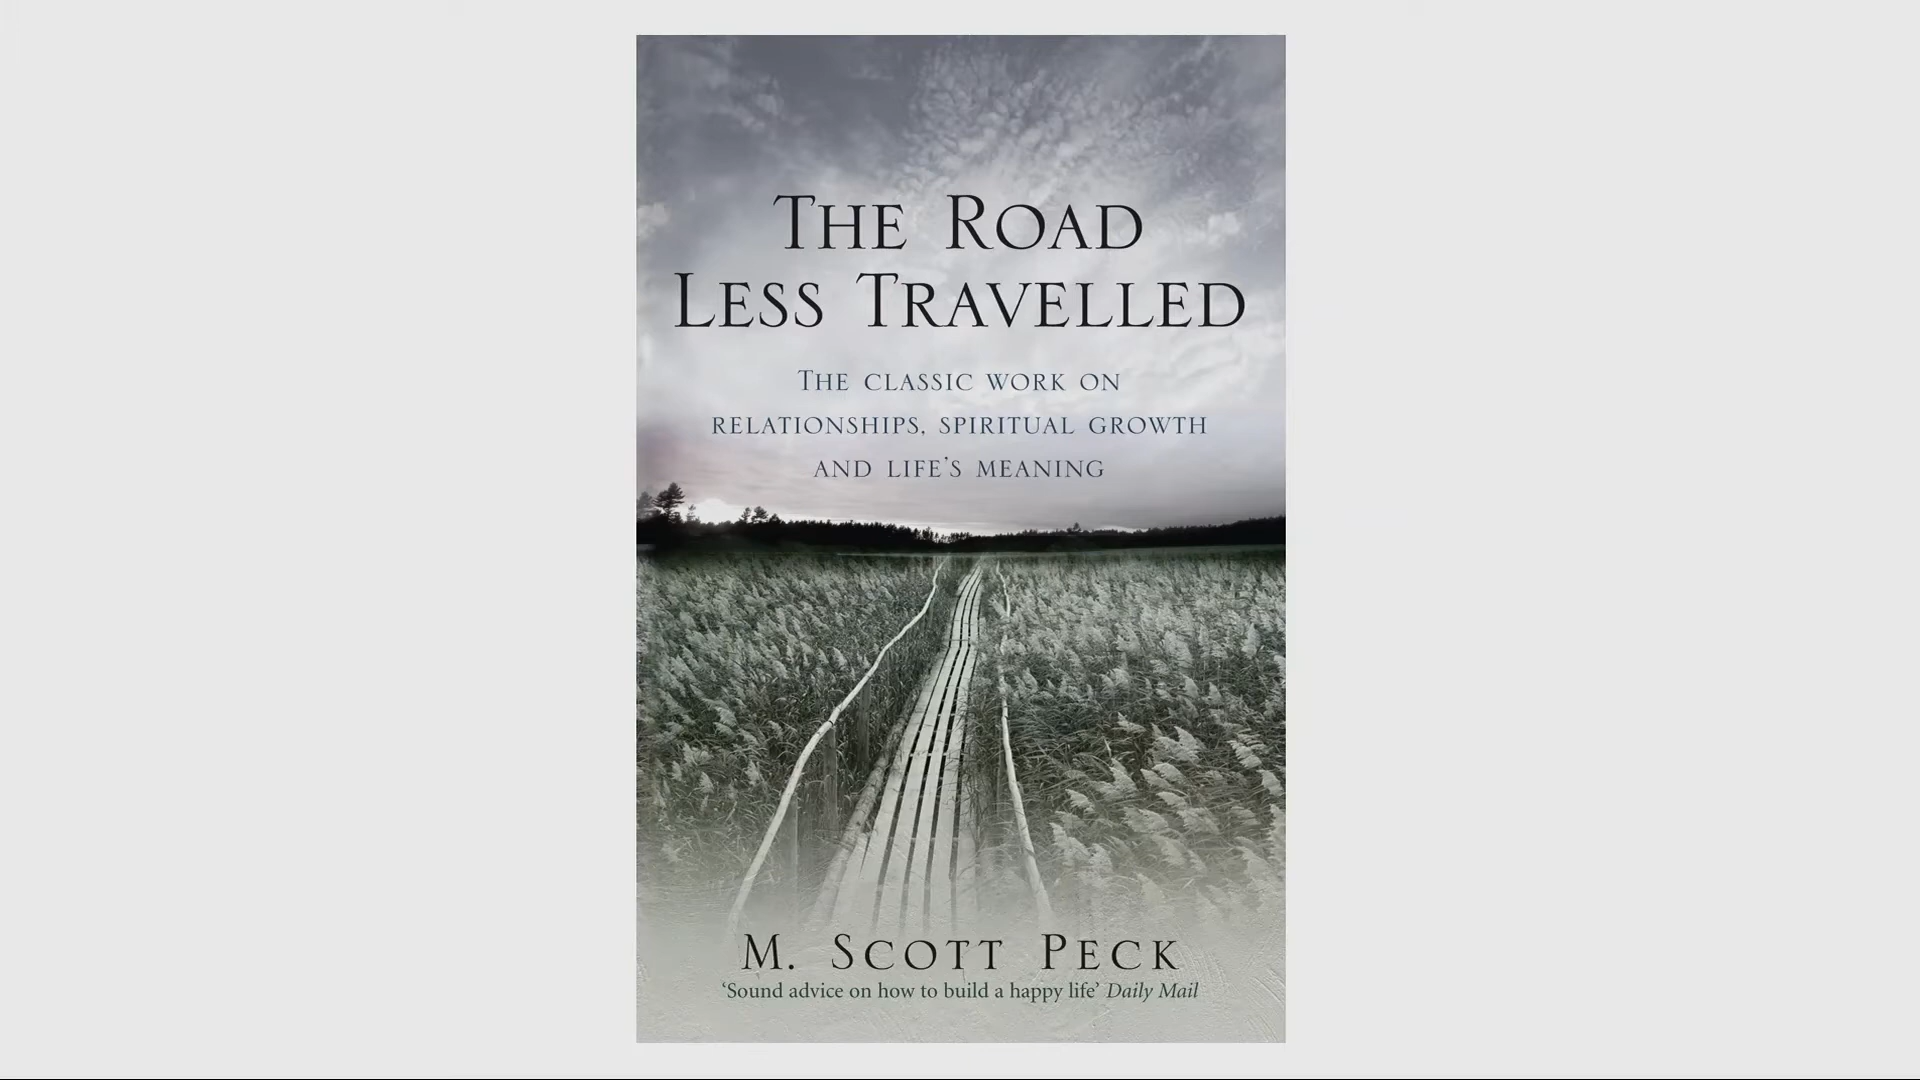 THE ROAD
LESS TRAVELLED
THE CLASSIC WORK ON
RELATIONSHIPS, SPIRITUAL GROWTH
AND LIFE'S MEANING
M. SCOTT PECK
‘Sound advice on how to build a happy life’ Daily Mail